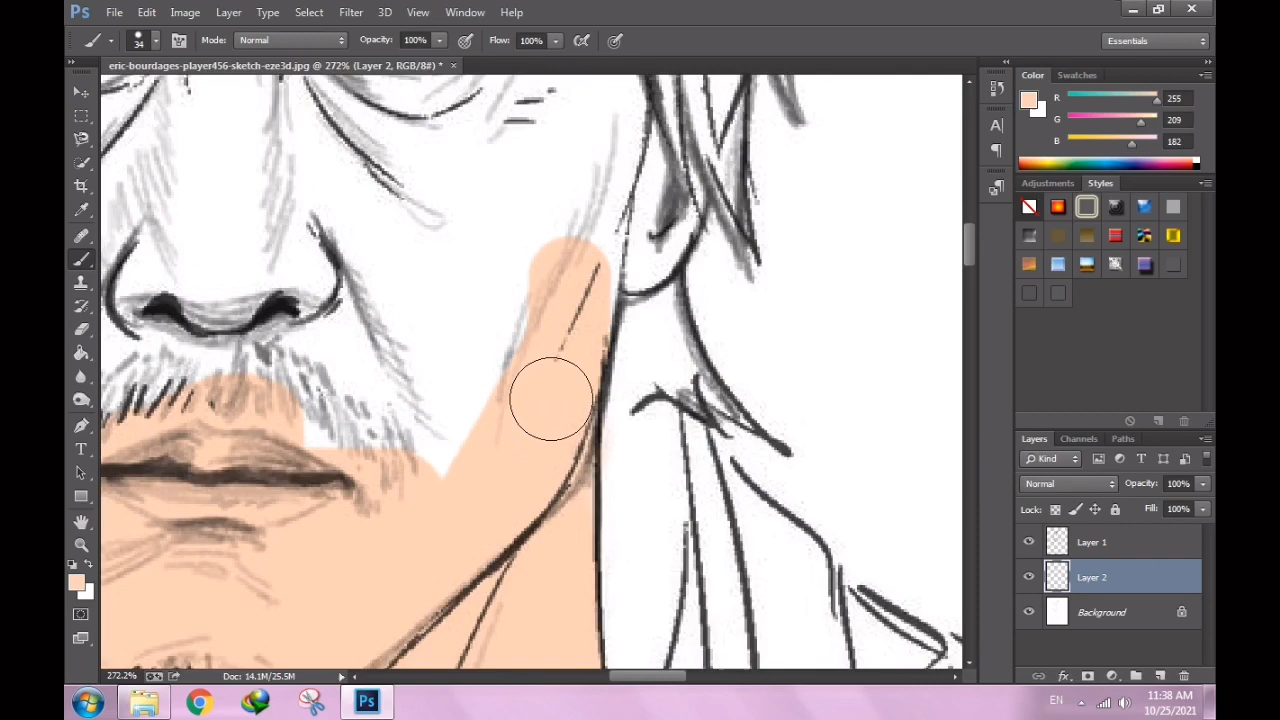 Ps File Edit Image Layer Type Select Filter 3D View Window Help
34 Mode: Normal Opacity: 100% Flow: 100% Essentials
eric-bourdages-player456-sketch-eze3d.jpg @ 272% (Layer 2, RGB/8#) * ×
Color Swatches
R 255
G 209
B 182
Adjustments Styles
Layers Channels Paths
Kind
Normal Opacity: 100%
Lock: Fill: 100%
Layer 1
Layer 2
Background
fx
272.2% Doc: 14.1M/25.5M
Ps EN 11:38 AM
10/25/2021